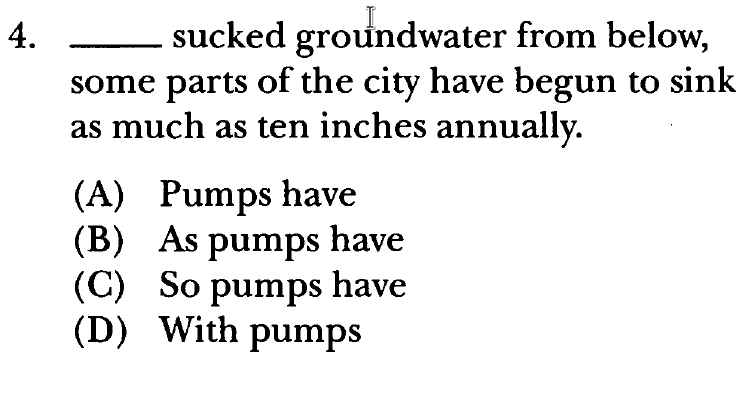 4. _____ sucked groundwater from below,
some parts of the city have begun to sink
as much as ten inches annually.
(A) Pumps have
(B) As pumps have
(C) So pumps have
(D) With pumps